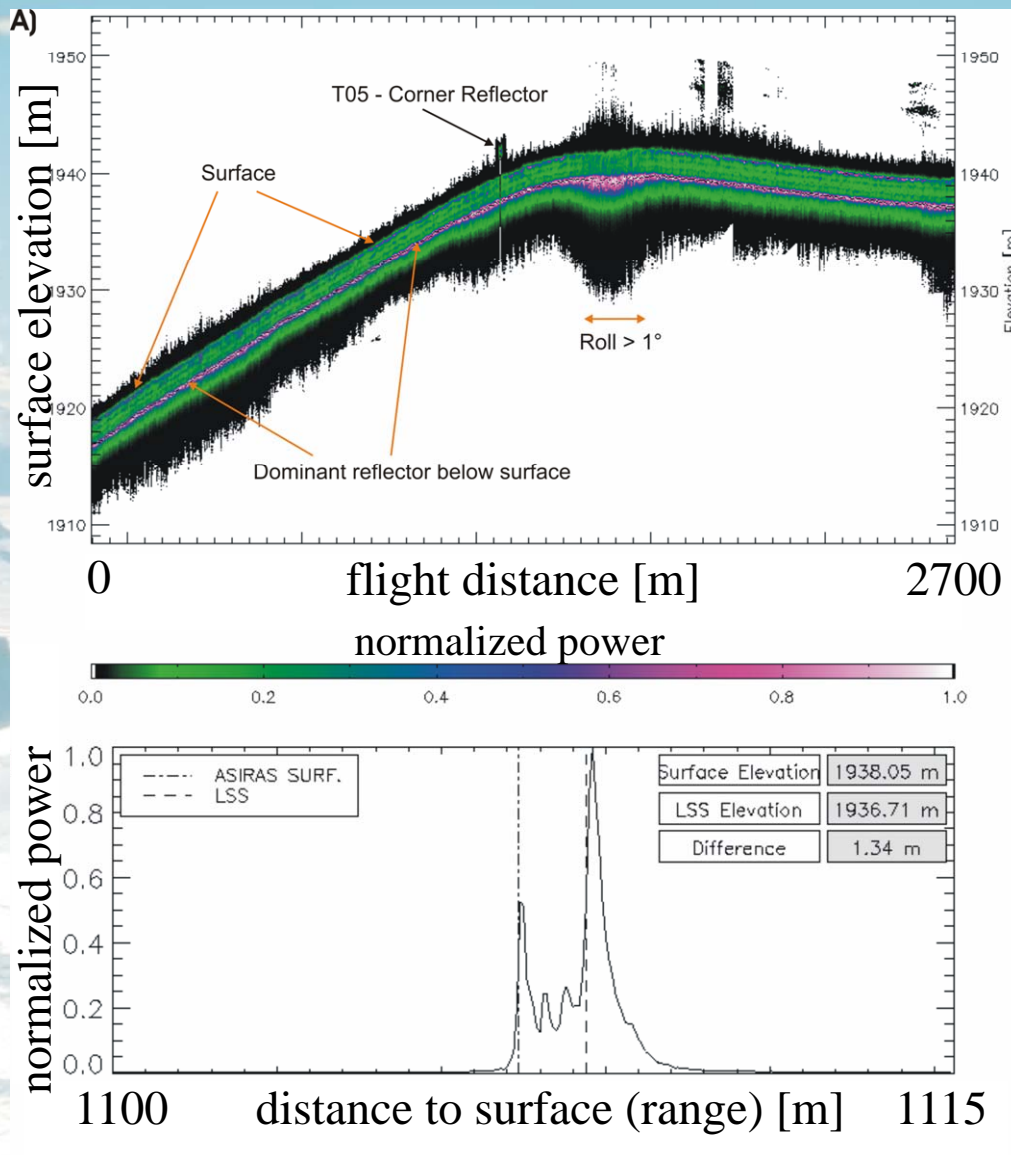 A)
1950
1950
T05 - Corner Reflector
Surface
1940
1940
1930
1930
Roll > 1°
1920
1920
Dominant reflector below surface
1910
1910
surface elevation [m]
Elevation [m]
0
flight distance [m]
2700
normalized power
0.0
0.2
0.4
0.6
0.8
1.0
1.0
0.8
0.6
0.4
0.2
0.0
normalized power
ASIRAS SURF.
LSS
Surface Elevation 1938.05 m
LSS Elevation 1936.71 m
Difference 1.34 m
1100
distance to surface (range) [m]
1115